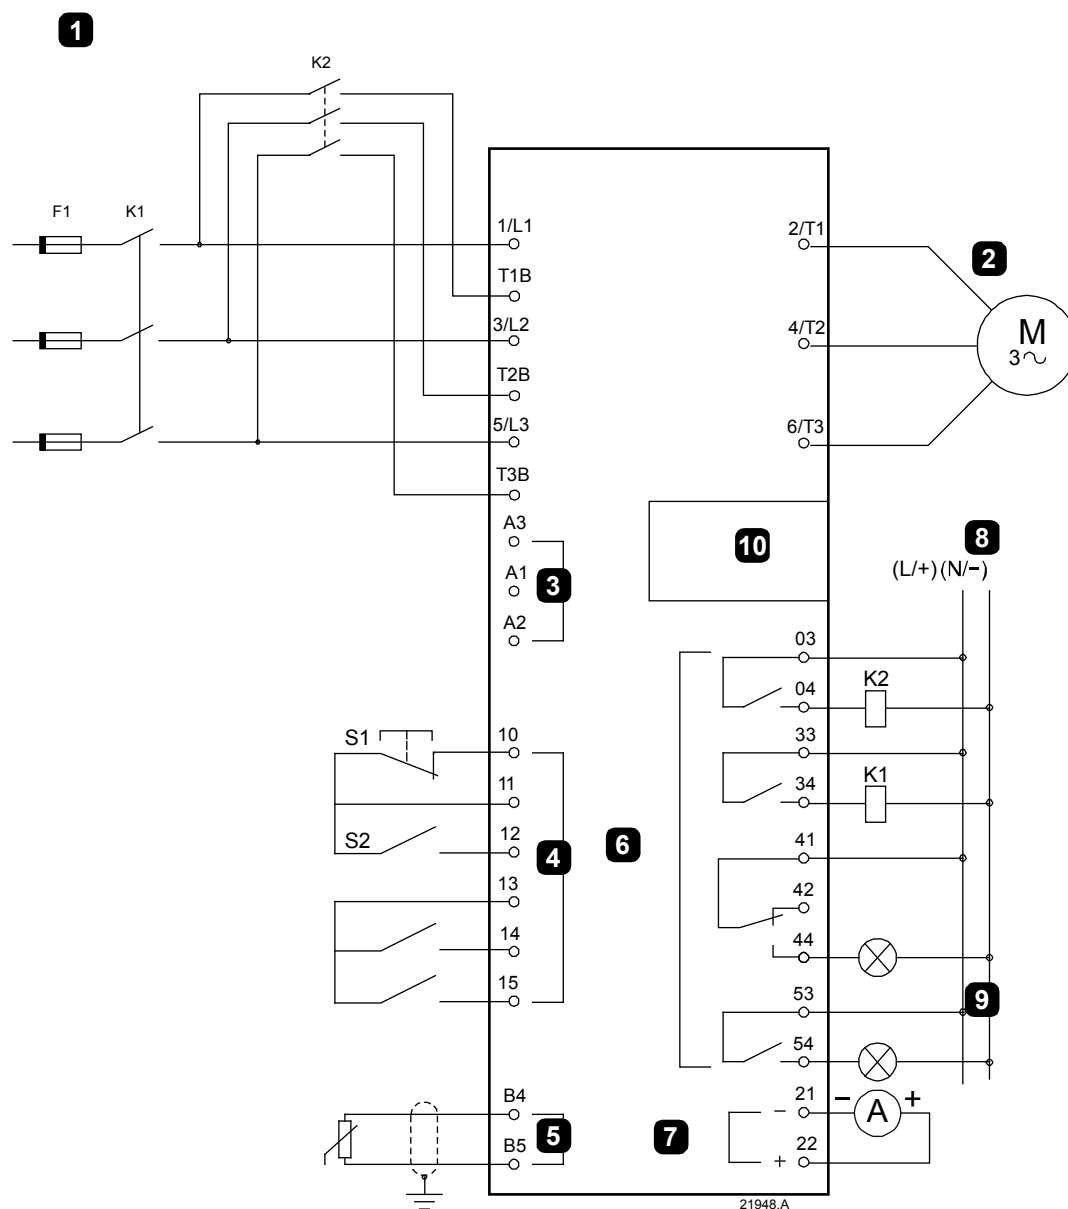 1
K2
F1 K1
1/L1 2/T1
2
T1B
M
3/L2 4/T2
3~
T2B
5/L3 6/T3
T3B
A3
10
8
(L/+) (N/−)
A1
3
A2
03
K2
04
S1
10
33
K1
11
34
S2
12
4
6
41
13
42
14
44
15
53
9
54
B4
21
− A +
−
5
7
B5
22
+
21948.A